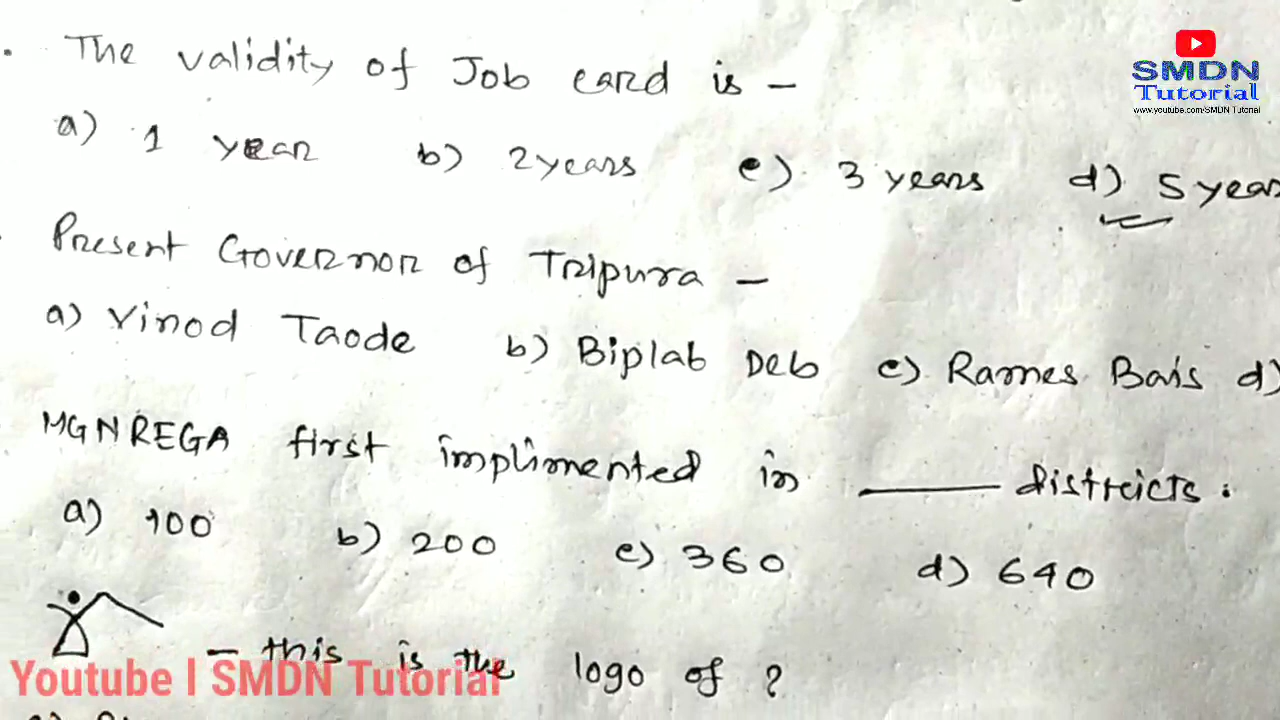 The validity of Job card is –
a) 1 year b) 2years c) 3 years d) 5 year
Present Governor of Tripura –
a) Vinod Taode b) Biplab Deb c) Rames Bais d)
MGNREGA first implimented in ____ districts.
a) 100 b) 200 c) 360 d) 640
– this is the logo of ?
SMDN
Tutorial
www.youtube.com/SMDN Tutorial
Youtube l SMDN Tutorial